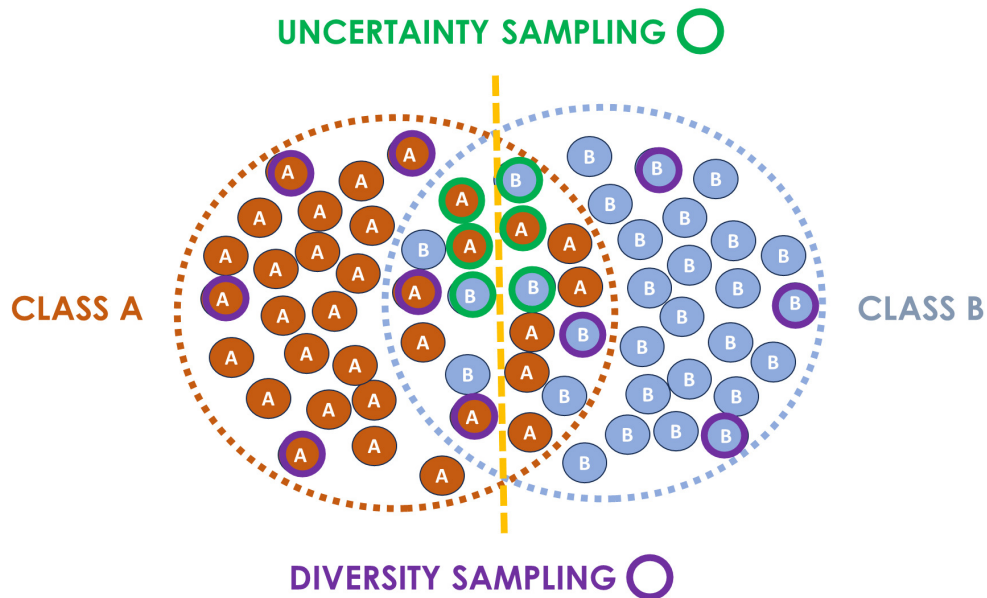 UNCERTAINTY SAMPLING
A A A B B B B
A A A A A B B
A A A A B A A B B B B
CLASS A
A A A A B B A B B B B
CLASS B
A A A A B A A B B B B
A A A A B B B B
A A A A B B B B
DIVERSITY SAMPLING